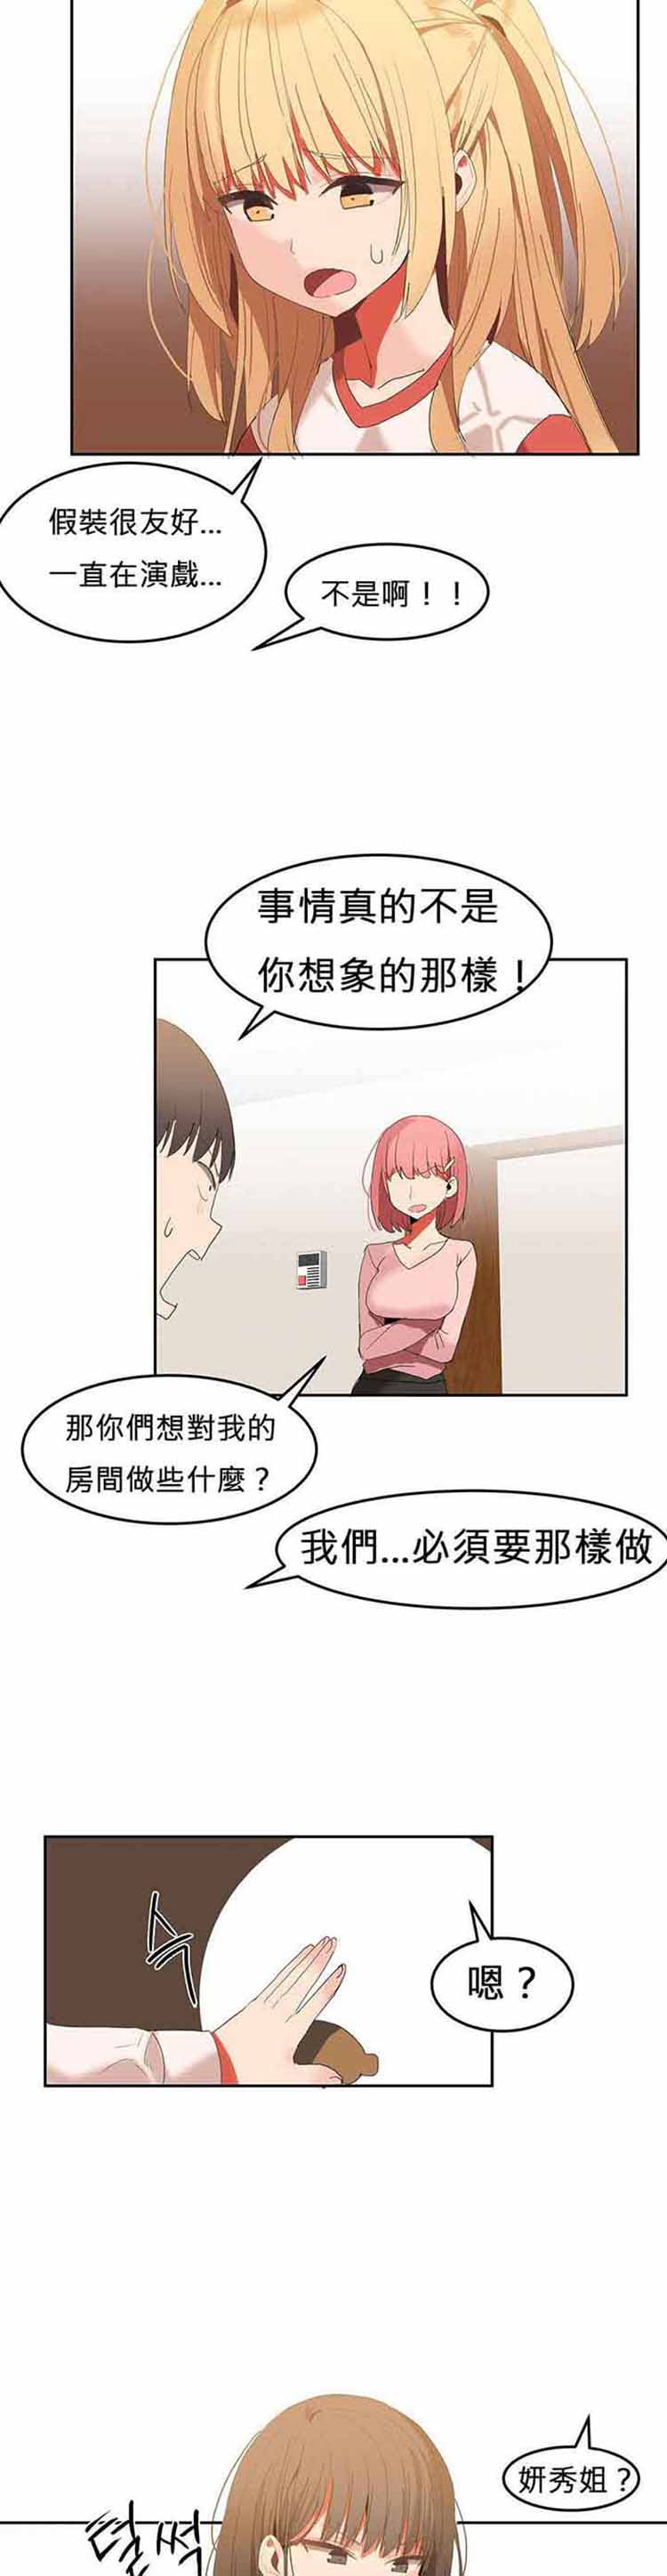 假裝很友好...
一直在演戲...
不是啊！！
事情真的不是
你想象的那樣！
那你們想對我的
房間做些什麼？
我們...必須要那樣做
스윽
嗯？
妍秀姐？
덥썩